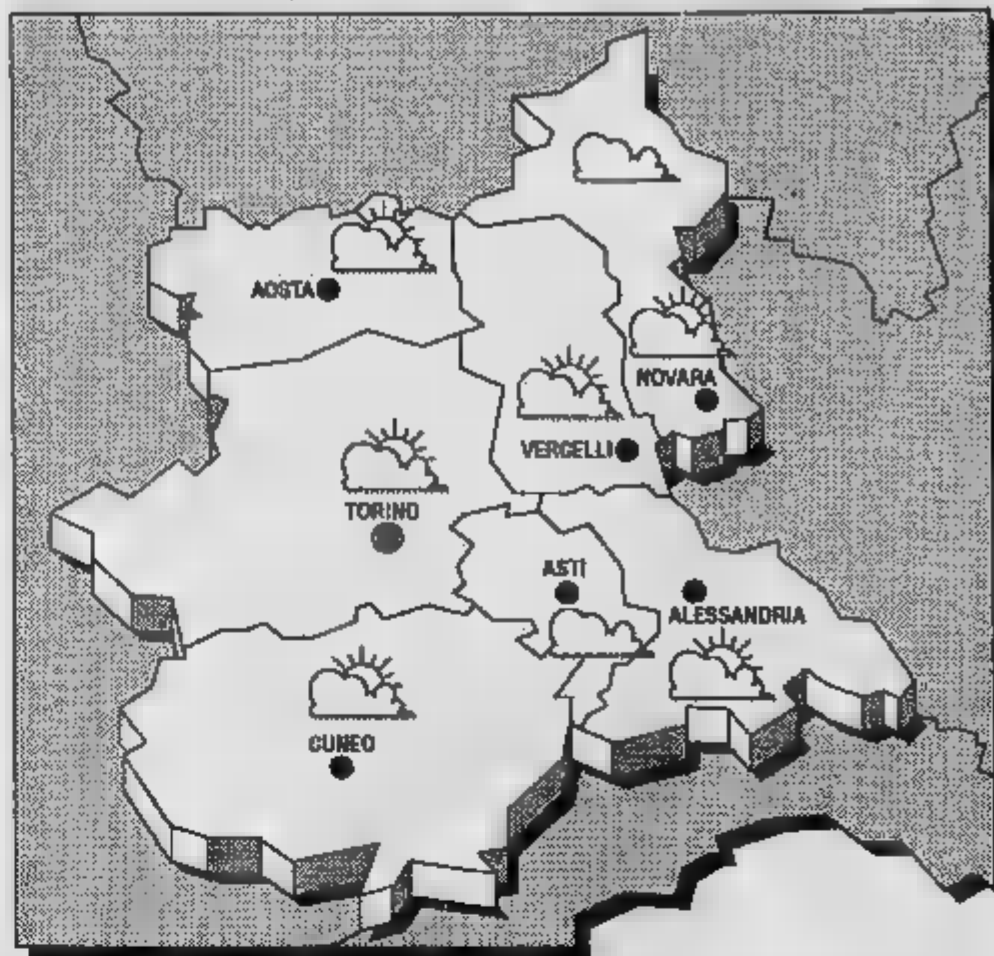 AOSTA
NOVARA
VERCELLI
TORINO
ASTI
ALESSANDRIA
CUNEO